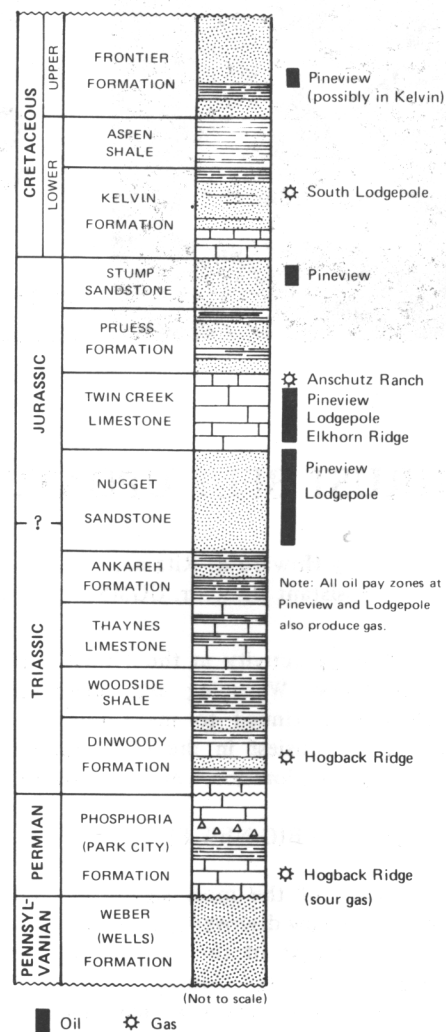 CRETACEOUS
UPPER
FRONTIER
FORMATION
Pineview
(possibly in Kelvin)
LOWER
ASPEN
SHALE
KELVIN
FORMATION
South Lodgepole
JURASSIC
STUMP
SANDSTONE
Pineview
PRUESS
FORMATION
TWIN CREEK
LIMESTONE
Anschutz Ranch
Pineview
Lodgepole
Elkhorn Ridge
NUGGET
SANDSTONE
Pineview
Lodgepole
?
TRIASSIC
ANKAREH
FORMATION
Note: All oil pay zones at
Pineview and Lodgepole
also produce gas.
THAYNES
LIMESTONE
WOODSIDE
SHALE
DINWOODY
FORMATION
Hogback Ridge
PERMIAN
PHOSPHORIA
(PARK CITY)
FORMATION
Hogback Ridge
(sour gas)
PENNSYL-
VANIAN
WEBER
(WELLS)
FORMATION
(Not to scale)
Oil
Gas